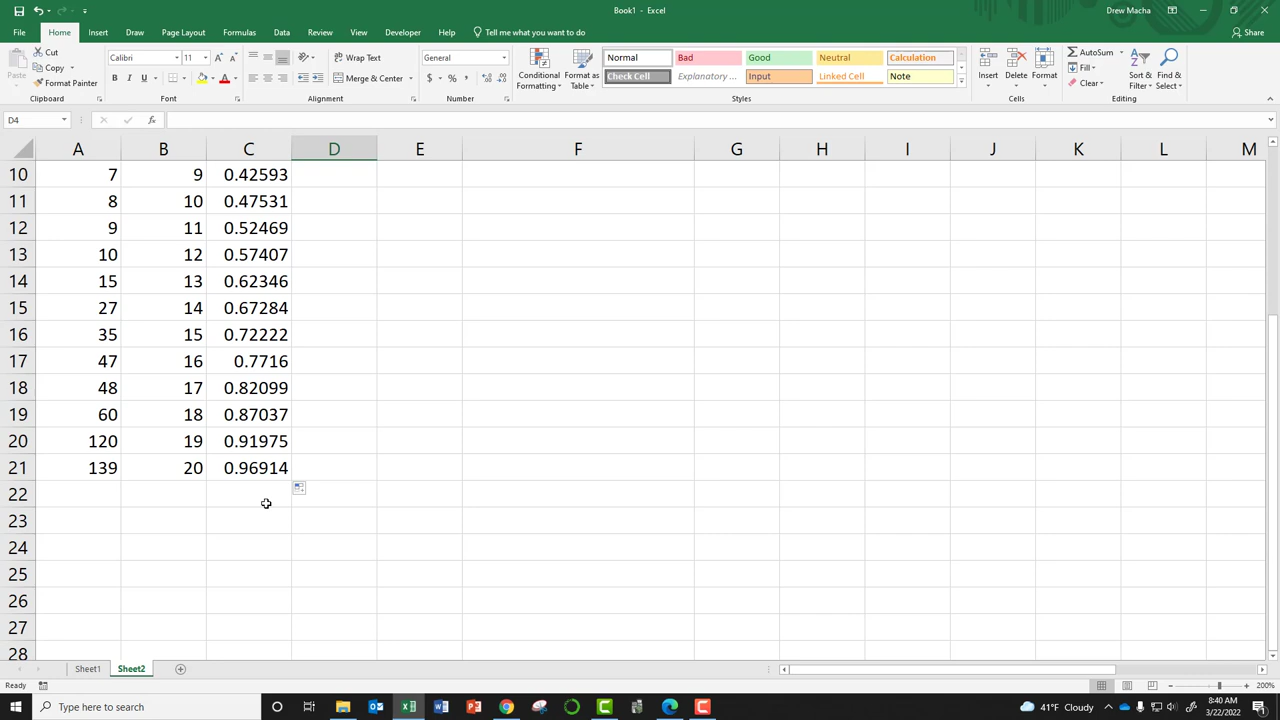 Book1 - Excel
Drew Macha
File Home Insert Draw Page Layout Formulas Data Review View Developer Help Tell me what you want to do Share
Paste Cut Copy Format Painter Clipboard
Calibri 11 A A B I U A Font
Wrap Text Merge & Center Alignment
General $ % , Number
Conditional Formatting Format as Table
Normal Bad Good Neutral Calculation
Check Cell Explanatory ... Input Linked Cell Note
Styles
Insert Delete Format Cells
AutoSum Fill Clear Sort & Filter Find & Select Editing
D4 fx
A B C D E F G H I J K L M
10 7 9 0.42593
11 8 10 0.47531
12 9 11 0.52469
13 10 12 0.57407
14 15 13 0.62346
15 27 14 0.67284
16 35 15 0.72222
17 47 16 0.7716
18 48 17 0.82099
19 60 18 0.87037
20 120 19 0.91975
21 139 20 0.96914
22
23
24
25
26
27
28
Sheet1 Sheet2
Ready 200%
Type here to search 41°F Cloudy 8:40 AM
3/22/2022